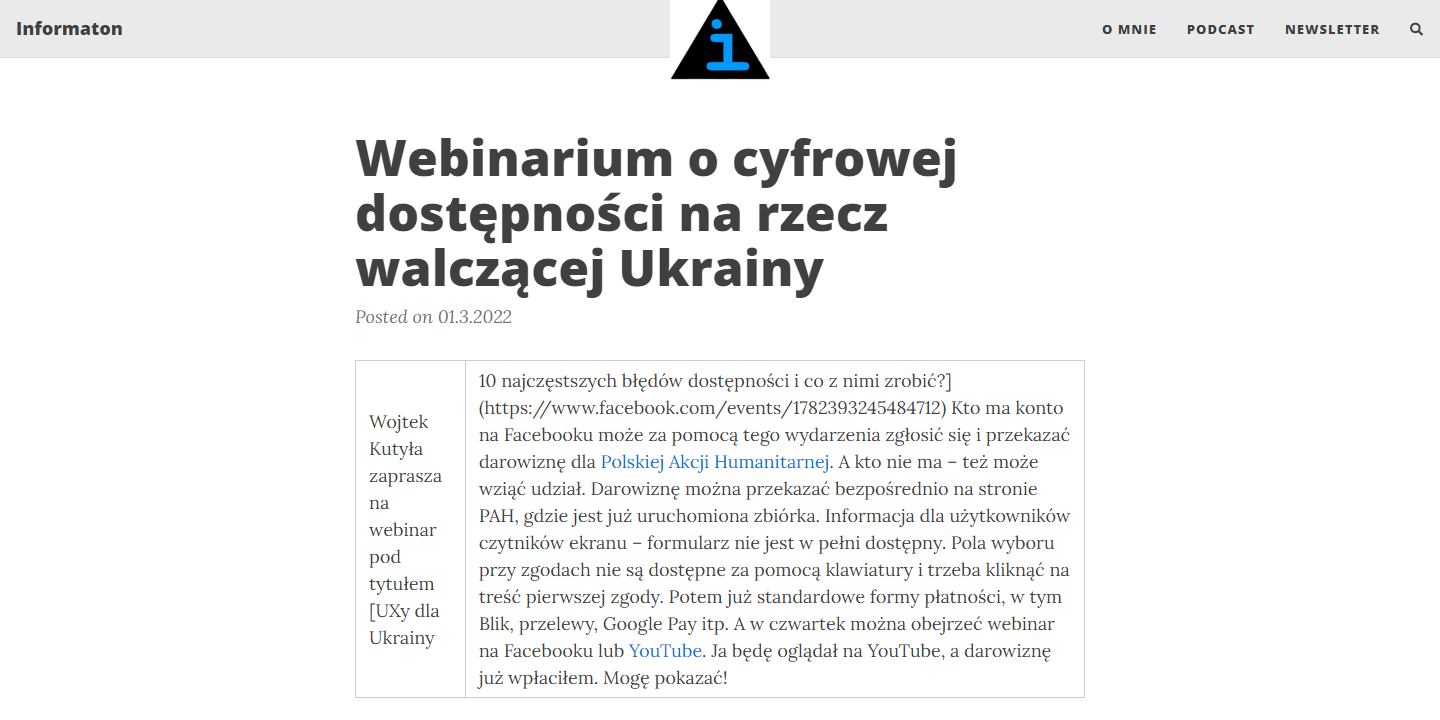 Informaton
i
O MNIE
PODCAST
NEWSLETTER
Webinarium o cyfrowej
dostępności na rzecz
walczącej Ukrainy
Posted on 01.3.2022
Wojtek
Kutyła
zaprasza
na
webinar
pod
tytułem
[UXy dla
Ukrainy
10 najczęstszych błędów dostępności i co z nimi zrobić?]
(https://www.facebook.com/events/1782393245484712) Kto ma konto
na Facebooku może za pomocą tego wydarzenia zgłosić się i przekazać
darowiznę dla Polskiej Akcji Humanitarnej. A kto nie ma – też może
wziąć udział. Darowiznę można przekazać bezpośrednio na stronie
PAH, gdzie jest już uruchomiona zbiórka. Informacja dla użytkowników
czytników ekranu – formularz nie jest w pełni dostępny. Pola wyboru
przy zgodach nie są dostępne za pomocą klawiatury i trzeba kliknąć na
treść pierwszej zgody. Potem już standardowe formy płatności, w tym
Blik, przelewy, Google Pay itp. A w czwartek można obejrzeć webinar
na Facebooku lub YouTube. Ja będę oglądał na YouTube, a darowiznę
już wpłaciłem. Mogę pokazać!